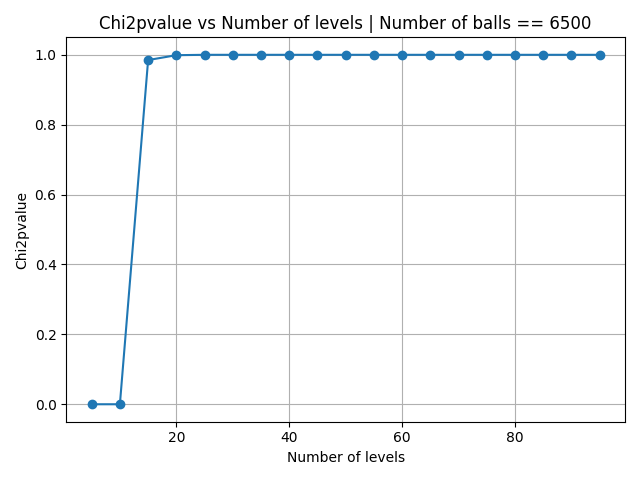 Chi2pvalue vs Number of levels | Number of balls == 6500
1.0
0.8
0.6
0.4
0.2
0.0
Chi2pvalue
20 40 60 80
Number of levels